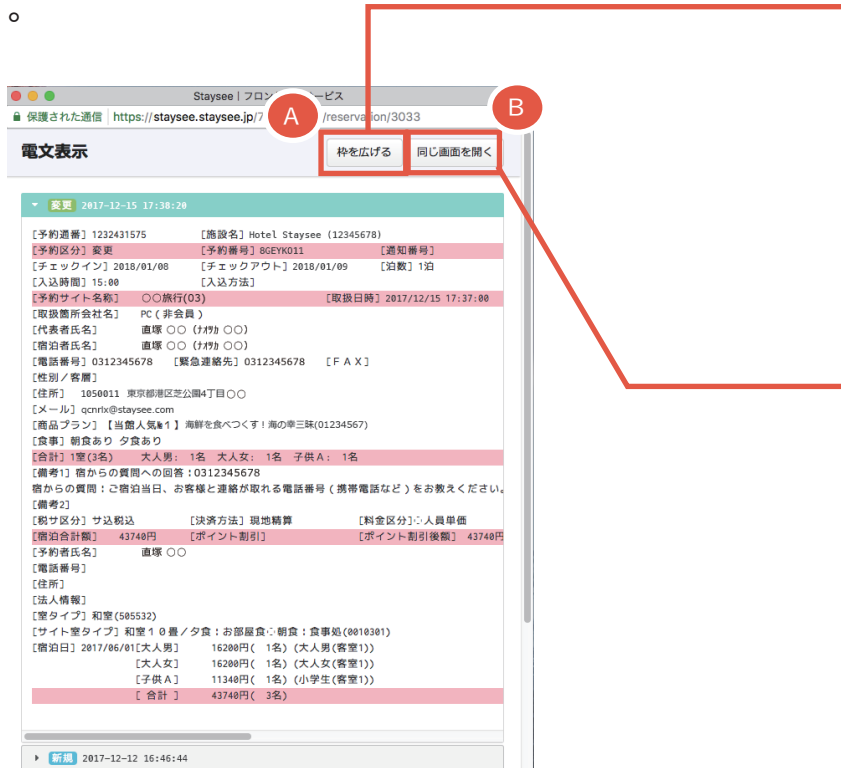 。
Staysee | フロン ービス
A
B
保護された通信 https://staysee.staysee.jp/ /reservation/3033
電文表示
枠を広げる 同じ画面を開く
変更 2017-12-15 17:38:20
[予約通番] 1232431575 [施設名] Hotel Staysee (12345678)
[予約区分] 変更 [予約番号] 8GEYKO11 [通知番号]
[チェックイン] 2018/01/08 [チェックアウト] 2018/01/09 [泊数] 1泊
[入込時間] 15:00 [入込方法]
[予約サイト名称] 〇〇旅行(03) [取扱日時] 2017/12/15 17:37:00
[取扱箇所会社名] PC ( 非会員 )
[代表者氏名] 直塚 〇〇 (ﾅｵﾂｶ 〇〇)
[宿泊者氏名] 直塚 〇〇 (ﾅｵﾂｶ 〇〇)
[電話番号] 0312345678 [緊急連絡先] 0312345678 [ＦＡＸ]
[性別／客層]
[住所] 1050011 東京都港区芝公園4丁目〇〇
[メール] qcnrlx@staysee.com
[商品プラン] 【当館人気№１】海鮮を食べつくす！海の幸三昧(01234567)
[食事] 朝食あり 夕食あり
[合計] 1室(3名) 大人男: 1名 大人女: 1名 子供Ａ: 1名
[備考1] 宿からの質問への回答：0312345678
宿からの質問：ご宿泊当日、お客様と連絡が取れる電話番号 ( 携帯電話など ) をお教えください。
[備考2]
[税サ区分] サ込税込 [決済方法] 現地精算 [料金区分] 人員単価
[宿泊合計額] 43740円 [ポイント割引] [ポイント割引後額] 43740円
[予約者氏名] 直塚 〇〇
[電話番号]
[住所]
[法人情報]
[室タイプ] 和室(505532)
[サイト室タイプ] 和室１０畳／夕食：お部屋食 朝食：食事処(0010301)
[宿泊日] 2017/06/01[大人男] 16200円( 1名) (大人男(客室1))
[大人女] 16200円( 1名) (大人女(客室1))
[子供Ａ] 11340円( 1名) (小学生(客室1))
[ 合計 ] 43740円( 3名)
新規 2017-12-12 16:46:44